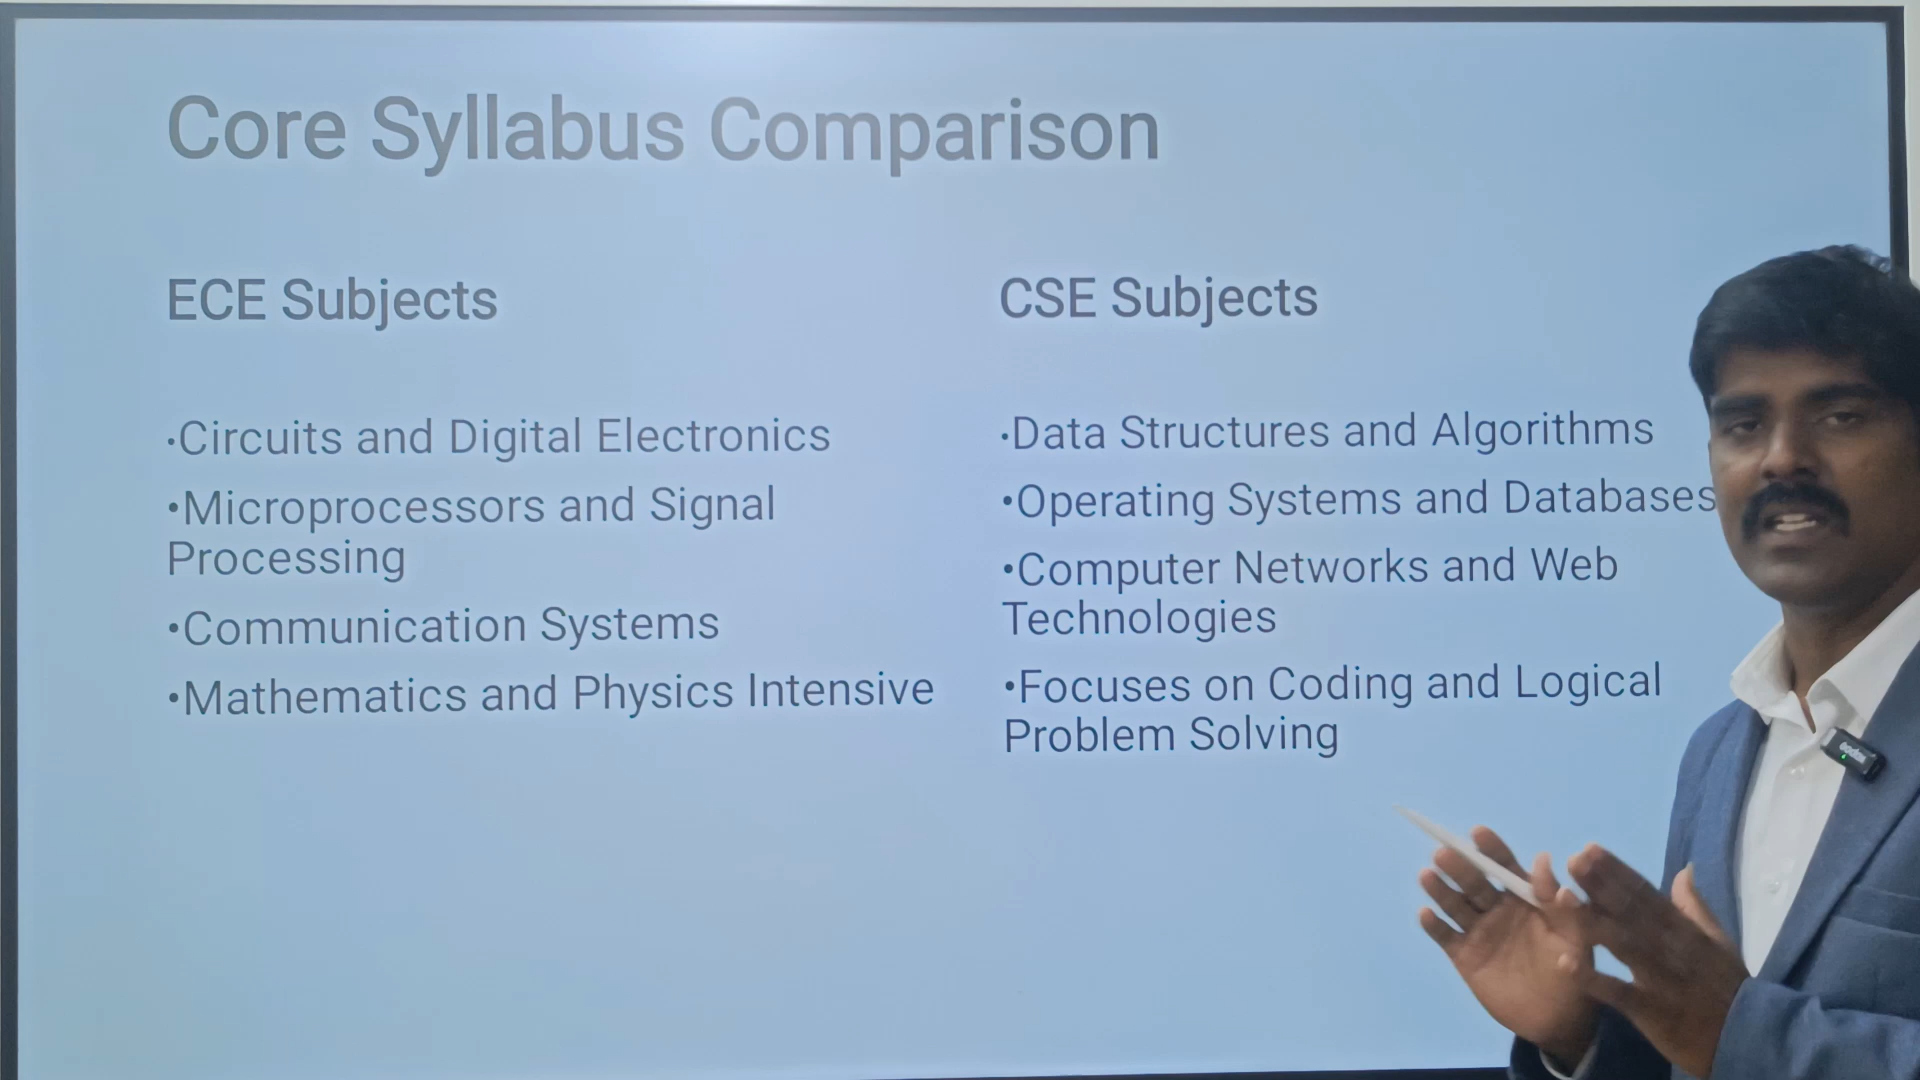 Core Syllabus Comparison
ECE Subjects
•Circuits and Digital Electronics
•Microprocessors and Signal
Processing
•Communication Systems
•Mathematics and Physics Intensive
CSE Subjects
•Data Structures and Algorithms
•Operating Systems and Databases
•Computer Networks and Web
Technologies
•Focuses on Coding and Logical
Problem Solving